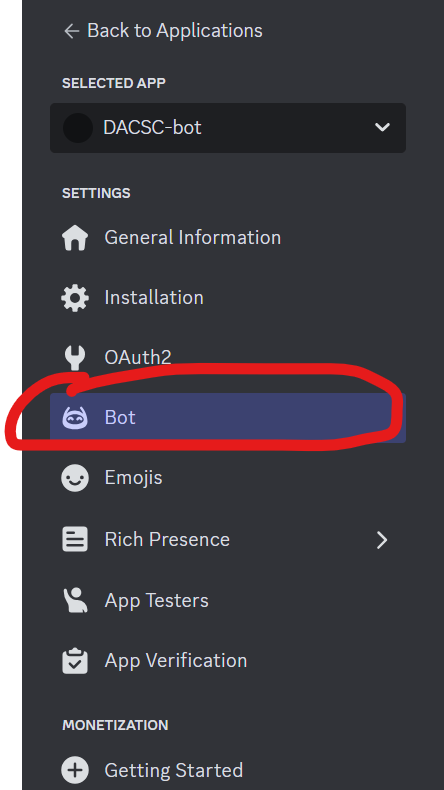 Back to Applications
SELECTED APP
DACSC-bot
SETTINGS
General Information
Installation
OAuth2
Bot
Emojis
Rich Presence
App Testers
App Verification
MONETIZATION
Getting Started